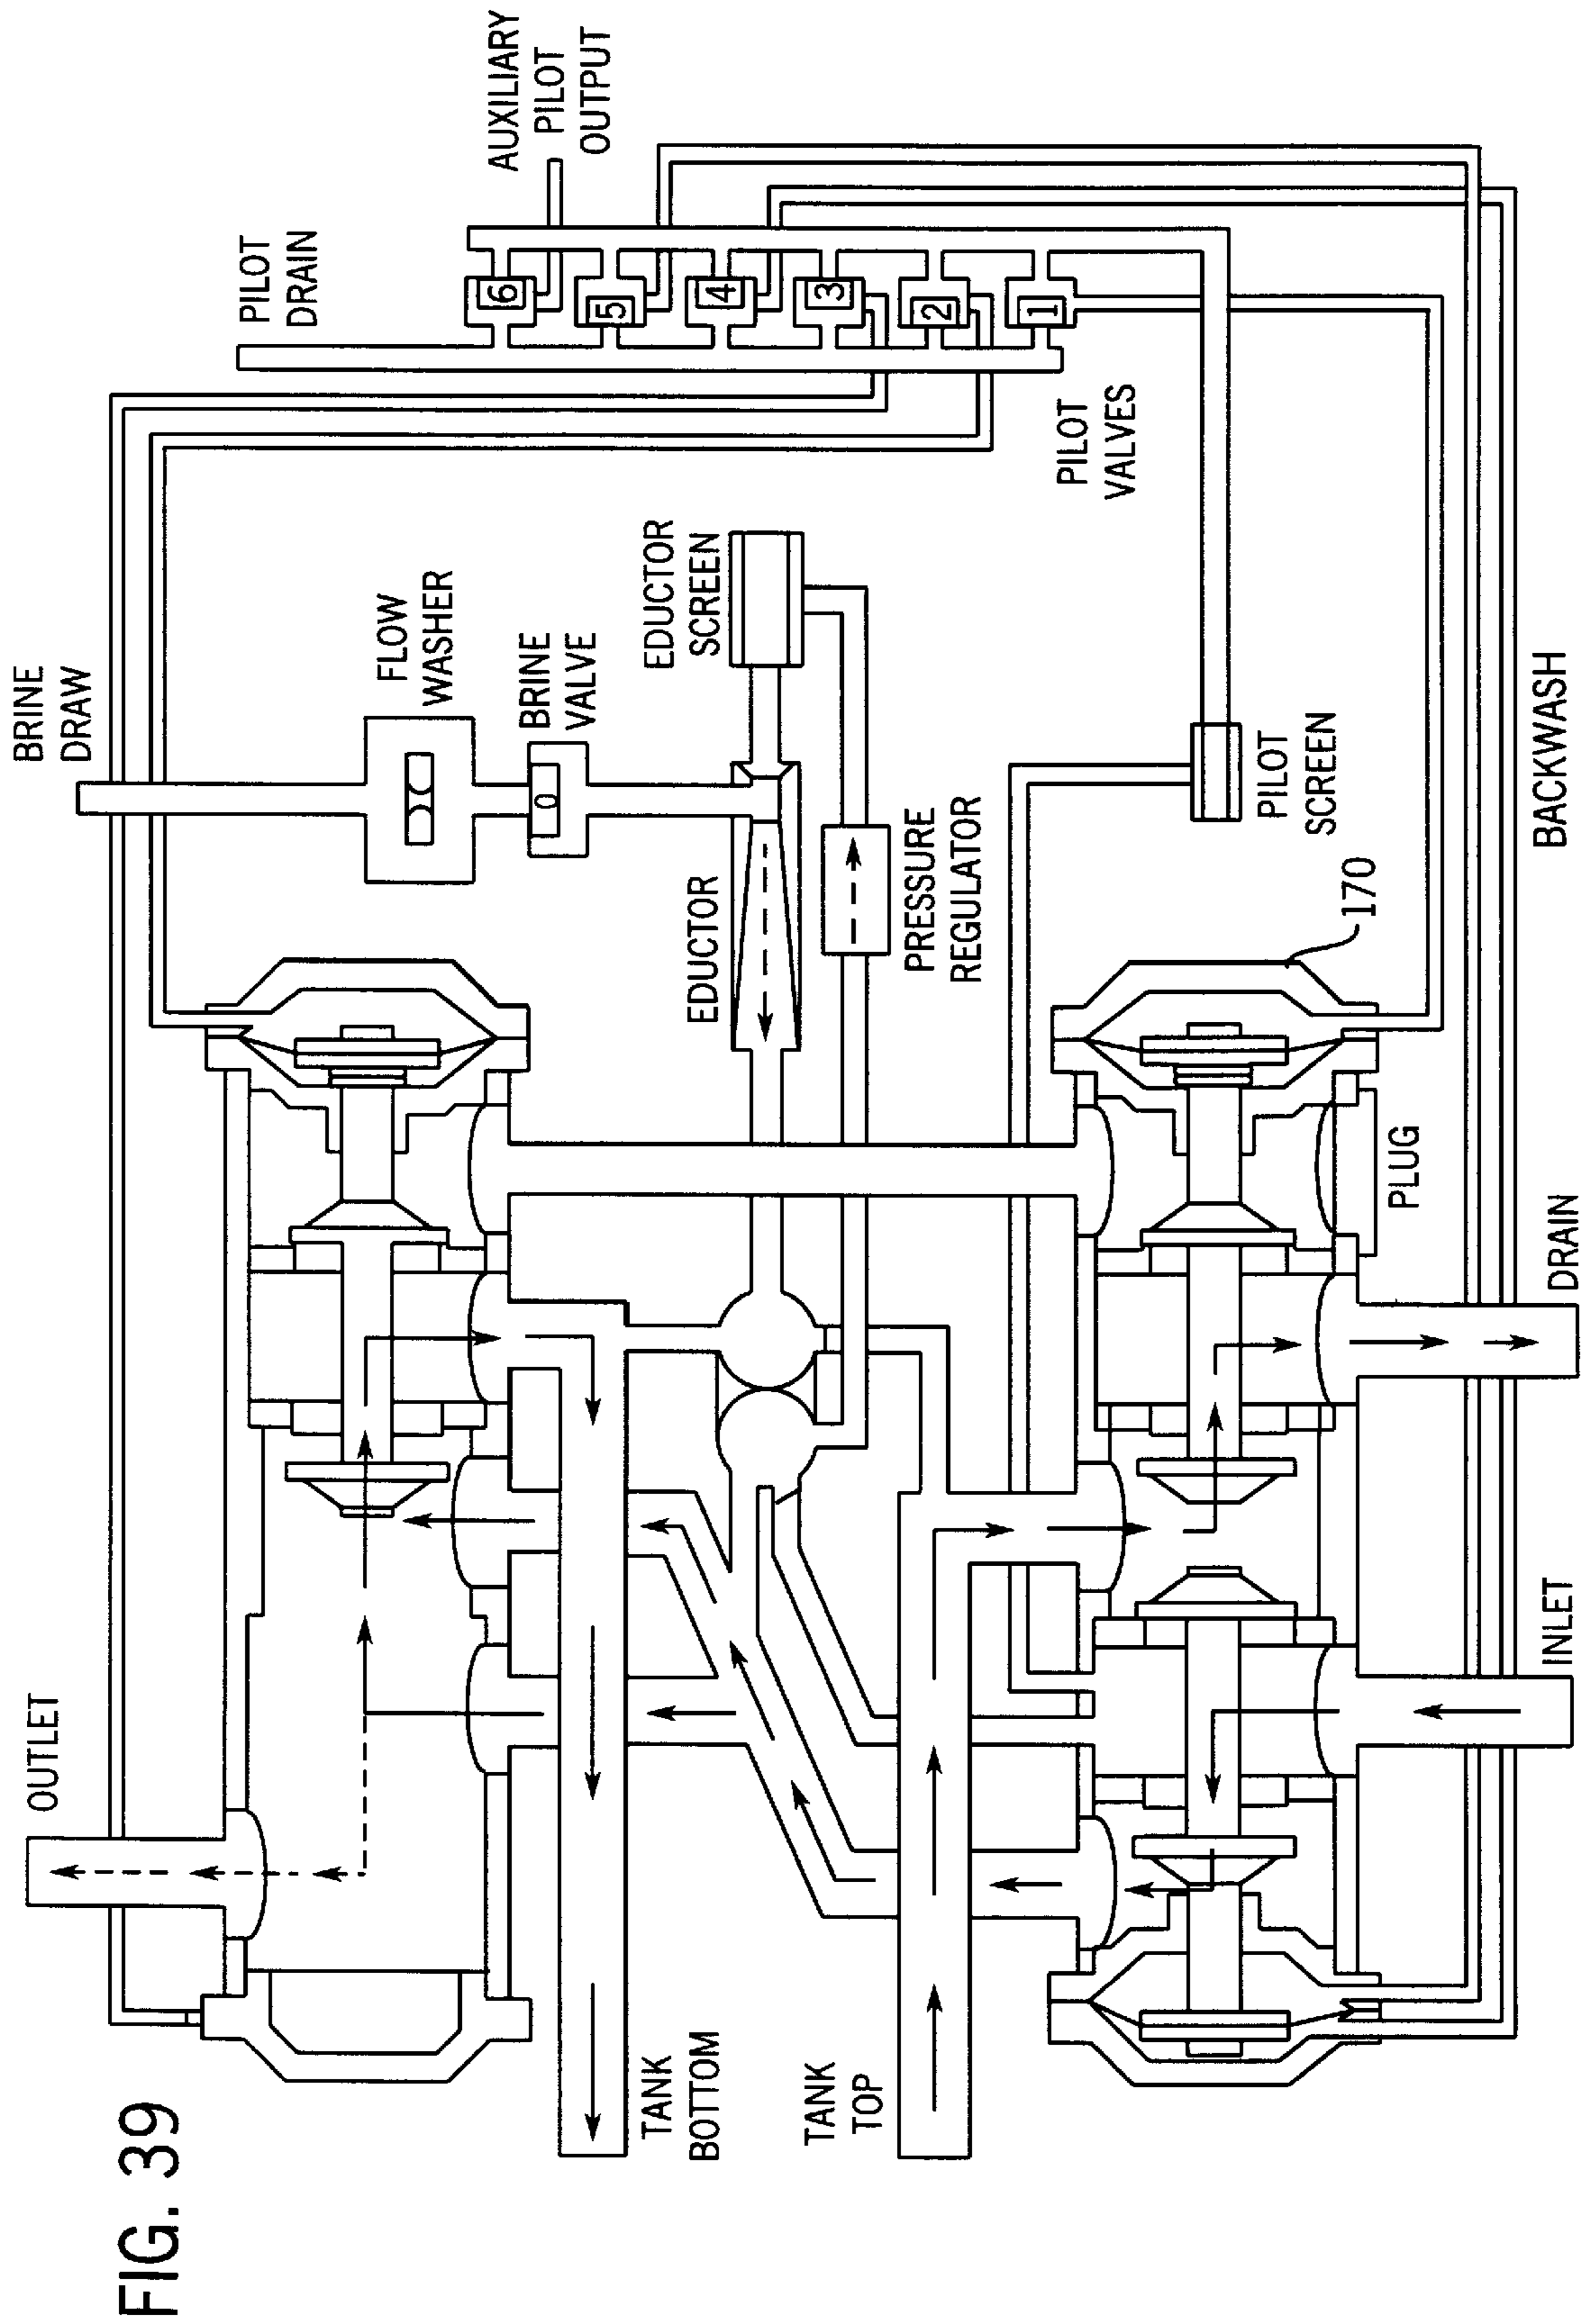 FIG. 39
OUTLET
BRINE
DRAW
PILOT
DRAIN
AUXILIARY
PILOT
OUTPUT
FLOW
WASHER
BRINE
VALVE
0
6
5
4
3
2
1
EDUCTOR
SCREEN
EDUCTOR
PRESSURE
REGULATOR
PILOT
VALVES
TANK
BOTTOM
TANK
TOP
PILOT
SCREEN
170
PLUG
INLET
DRAIN
BACKWASH